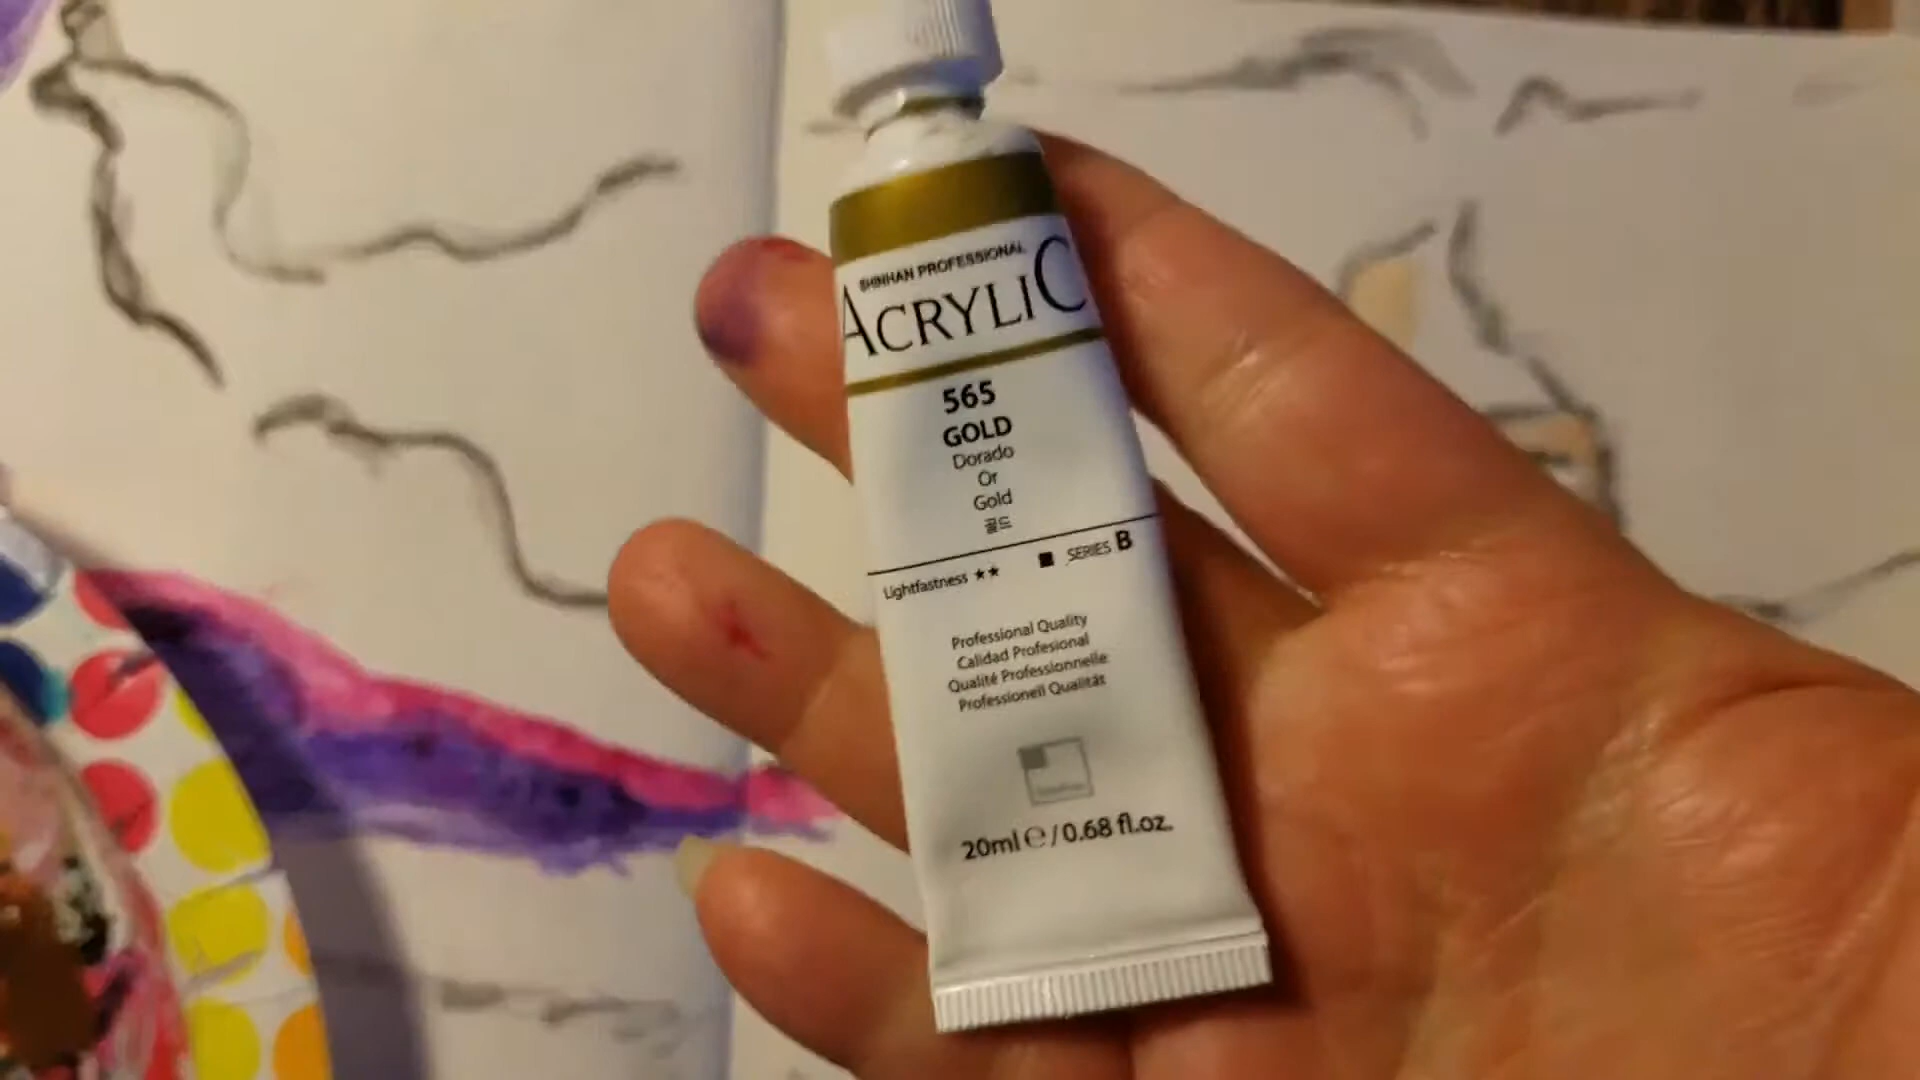 SHINHAN PROFESSIONAL
ACRYLIC
565
GOLD
Dorado
Or
Gold
골드
Lightfastness ★★ ■ SERIES B
Professional Quality
Calidad Profesional
Qualité Professionnelle
Professionell Qualität
20ml ℮ / 0.68 fl.oz.